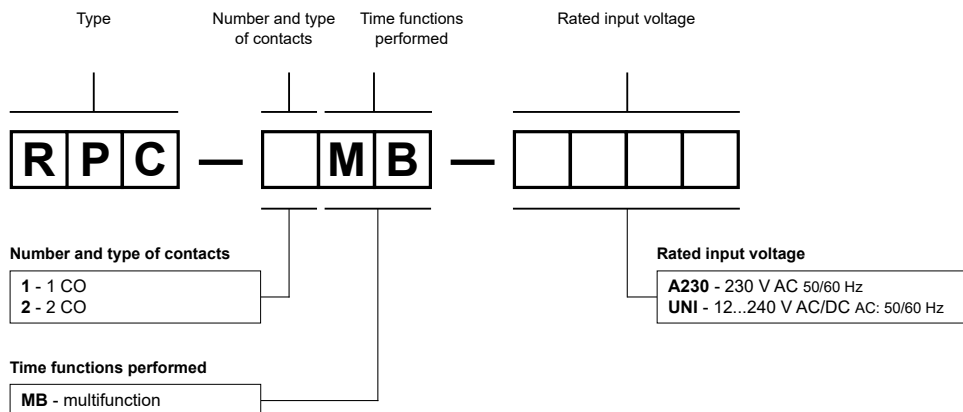 Type
Number and type of contacts
Time functions performed
Rated input voltage
RPC — MB —
Number and type of contacts
1 - 1 CO
2 - 2 CO
Rated input voltage
A230 - 230 V AC 50/60 Hz
UNI - 12...240 V AC/DC AC: 50/60 Hz
Time functions performed
MB - multifunction